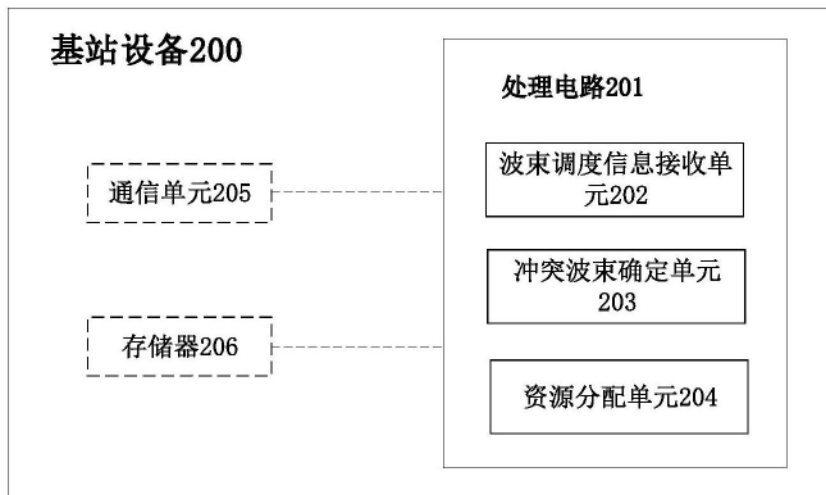 基站设备200
处理电路201
通信单元205
波束调度信息接收单
元202
冲突波束确定单元
203
存储器206
资源分配单元204